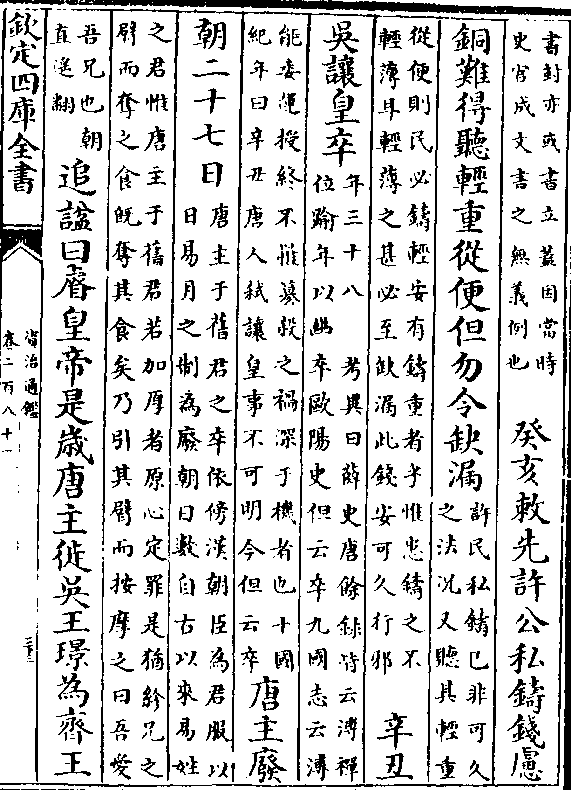 書封亦或書立蓋因當時
史官成文書之無義例也
癸亥敕先許公私鑄錢慮
銅難得聽輕重從便但勿令缺漏
許民私鑄已非可久
之法況又聽其輕重
從便則民必鑄輕安有鑄重者乎惟患鑄之不
輕薄耳輕薄之甚必至缺漏此錢安可久行邪
辛丑
吳讓皇卒
年三十八 考異曰薛史唐餘録皆云溥禪
位踰年以幽卒歐陽史但云卒九國志云溥
能委運授終不罹篡殺之禍深于機者也十國
紀年曰辛丑唐人弑讓皇事不可明今但云卒
唐主廢
朝二十七日
唐主于舊君之卒依傍漢朝臣為君服以
日易月之制為廢朝日數自古以來易姓
之君惟唐主于舊君若加厚者原心定罪是猶紾兄之
臂而奪之食既奪其食矣乃引其臂而按摩之曰吾愛
吾兄也朝
直遥翻
追諡曰睿皇帝是歲唐主徙吳王璟為齊王
欽定四庫全書
資治通鑑
卷二百八十一